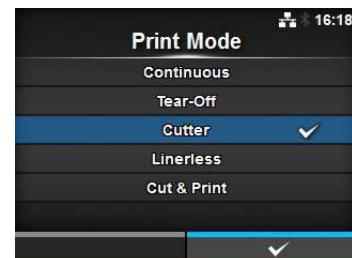 16:18
Print Mode
Continuous
Tear-Off
Cutter
Linerless
Cut & Print